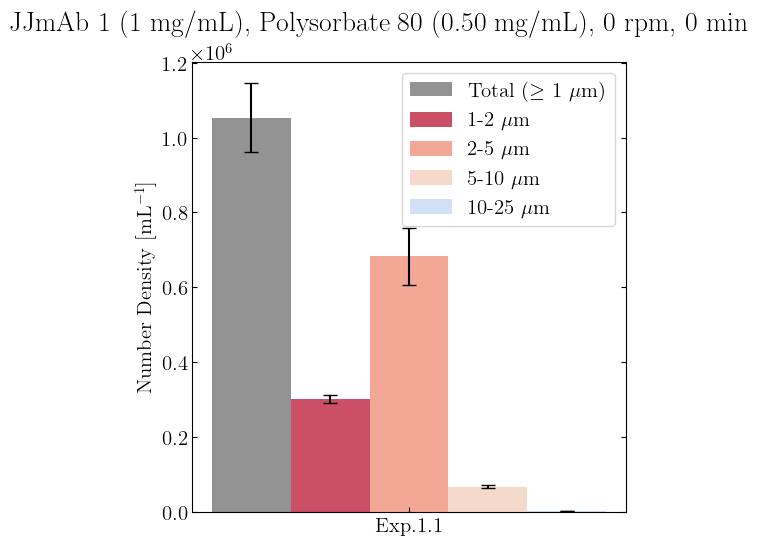 JJmAb 1 (1 mg/mL), Polysorbate 80 (0.50 mg/mL), 0 rpm, 0 min
×10⁶
1.2
1.0
0.8
0.6
0.4
0.2
0.0
Number Density [mL⁻¹]
Total (≥ 1 μm)
1-2 μm
2-5 μm
5-10 μm
10-25 μm
Exp.1.1